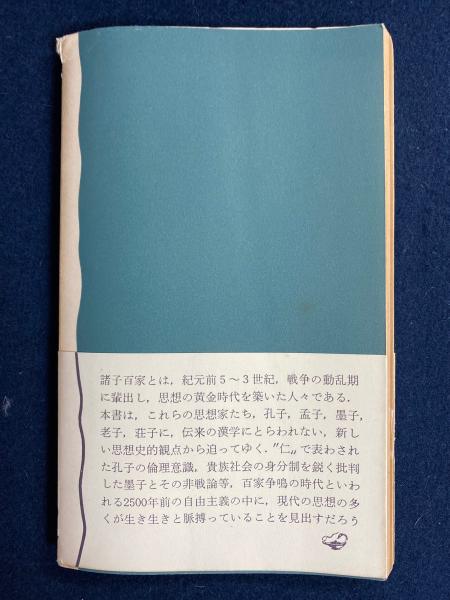 諸子百家とは，紀元前5～3世紀，戦争の動乱期
に輩出し，思想の黄金時代を築いた人々である．
本書は，これらの思想家たち，孔子，孟子，墨子，
老子，荘子に，伝来の漢学にとらわれない，新し
い思想史的観点から迫ってゆく．〝仁〟で表わされ
た孔子の倫理意識，貴族社会の身分制を鋭く批判
した墨子とその非戦論等，百家争鳴の時代といわ
れる2500年前の自由主義の中に，現代の思想の多
くが生き生きと脈搏っていることを見出すだろう